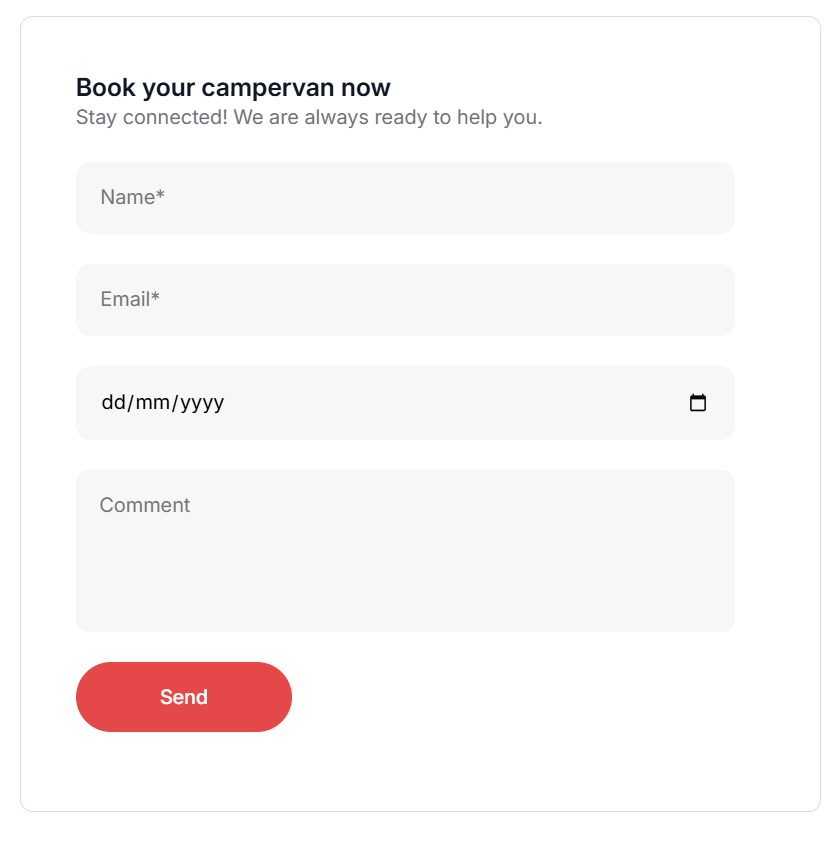 Book your campervan now
Stay connected! We are always ready to help you.
Name*
Email*
dd/mm/yyyy
Comment
Send